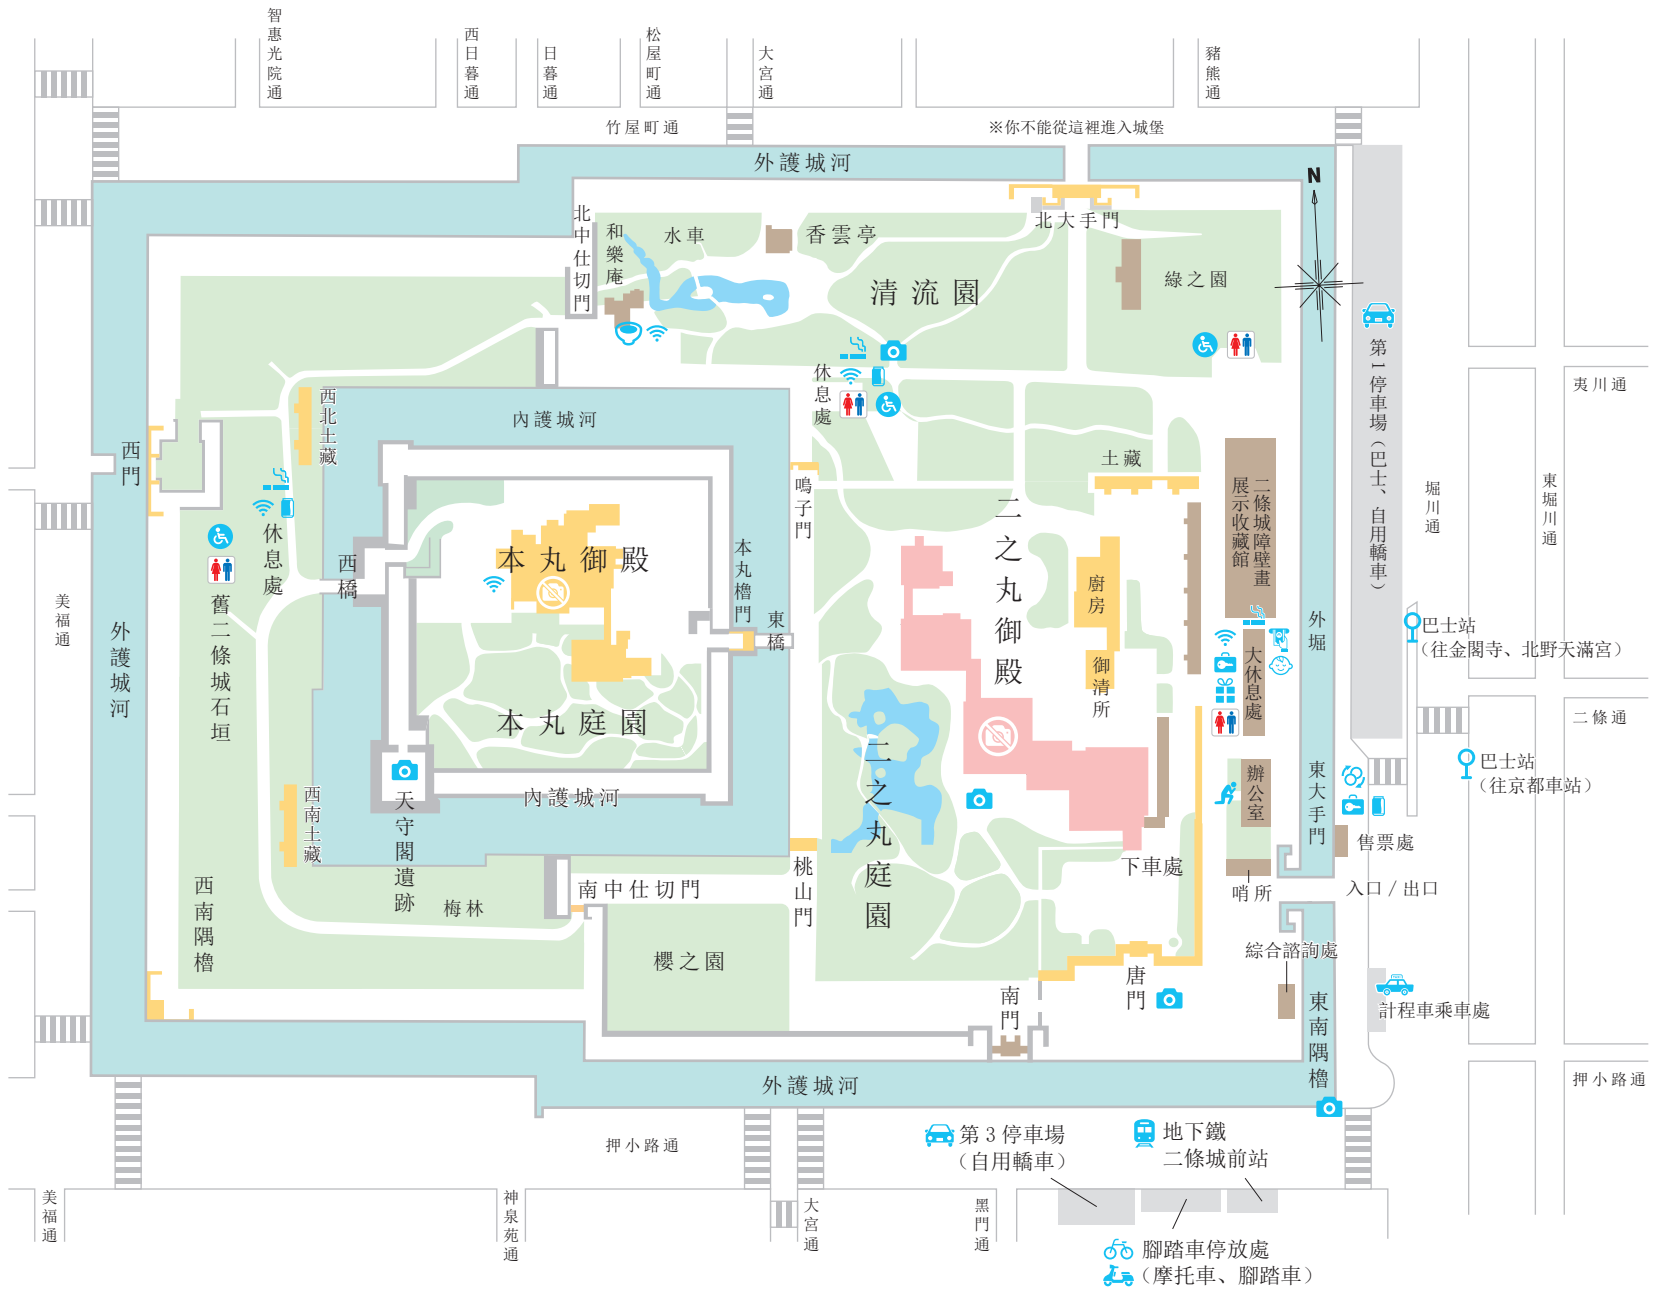 智惠光院通
西日暮通
日暮通
松屋町通
大宮通
豬熊通
竹屋町通
※你不能從這裡進入城堡
外護城河
N
北中仕切門
和樂庵
水車
香雲亭
北大手門
清流園
綠之園
第1停車場（巴士、自用轎車）
夷川通
休息處
西北土藏
內護城河
西門
土藏
鳴子門
二條城障壁畫
展示收藏館
堀川通
東堀川通
休息處
西橋
本丸御殿
本丸櫓門
東橋
二之丸御殿
廚房
御清所
美福通
外護城河
舊二條城石垣
外堀
大休息處
巴士站
（往金閣寺、北野天滿宮）
本丸庭園
二條通
二之丸庭園
東大手門
巴士站
（往京都車站）
辦公室
西南土藏
內護城河
天守閣遺跡
售票處
下車處
桃山門
南中仕切門
哨所
入口 / 出口
西南隅櫓
梅林
櫻之園
綜合諮詢處
唐門
南門
東南隅櫓
計程車乘車處
外護城河
押小路通
押小路通
第 3 停車場
（自用轎車）
地下鐵
二條城前站
美福通
神泉苑通
大宮通
黑門通
腳踏車停放處
（摩托車、腳踏車）